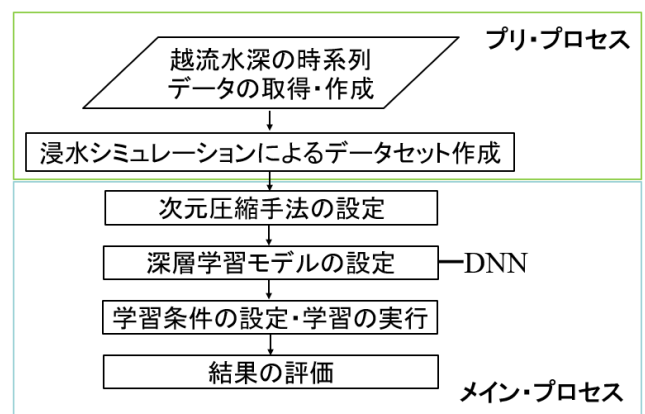 プリ・プロセス
越流水深の時系列
データの取得・作成
浸水シミュレーションによるデータセット作成
次元圧縮手法の設定
深層学習モデルの設定
DNN
学習条件の設定・学習の実行
結果の評価
メイン・プロセス